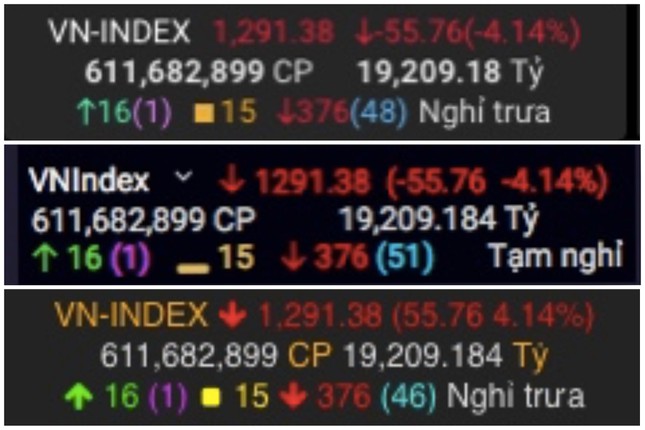 VN-INDEX 1,291.38 ↓-55.76(-4.14%)
611,682,899 CP 19,209.18 Tỷ
↑16(1) ■ 15 ↓376(48) Nghỉ trưa
VNIndex ↓ 1291.38 (-55.76 -4.14%)
611,682,899 CP 19,209.184 Tỷ
↑ 16 (1) 15 ↓ 376 (51) Tạm nghỉ
VN-INDEX ↓ 1,291.38 (55.76 4.14%)
611,682,899 CP 19,209.184 Tỷ
↑ 16 (1) ■ 15 ↓ 376 (46) Nghỉ trưa